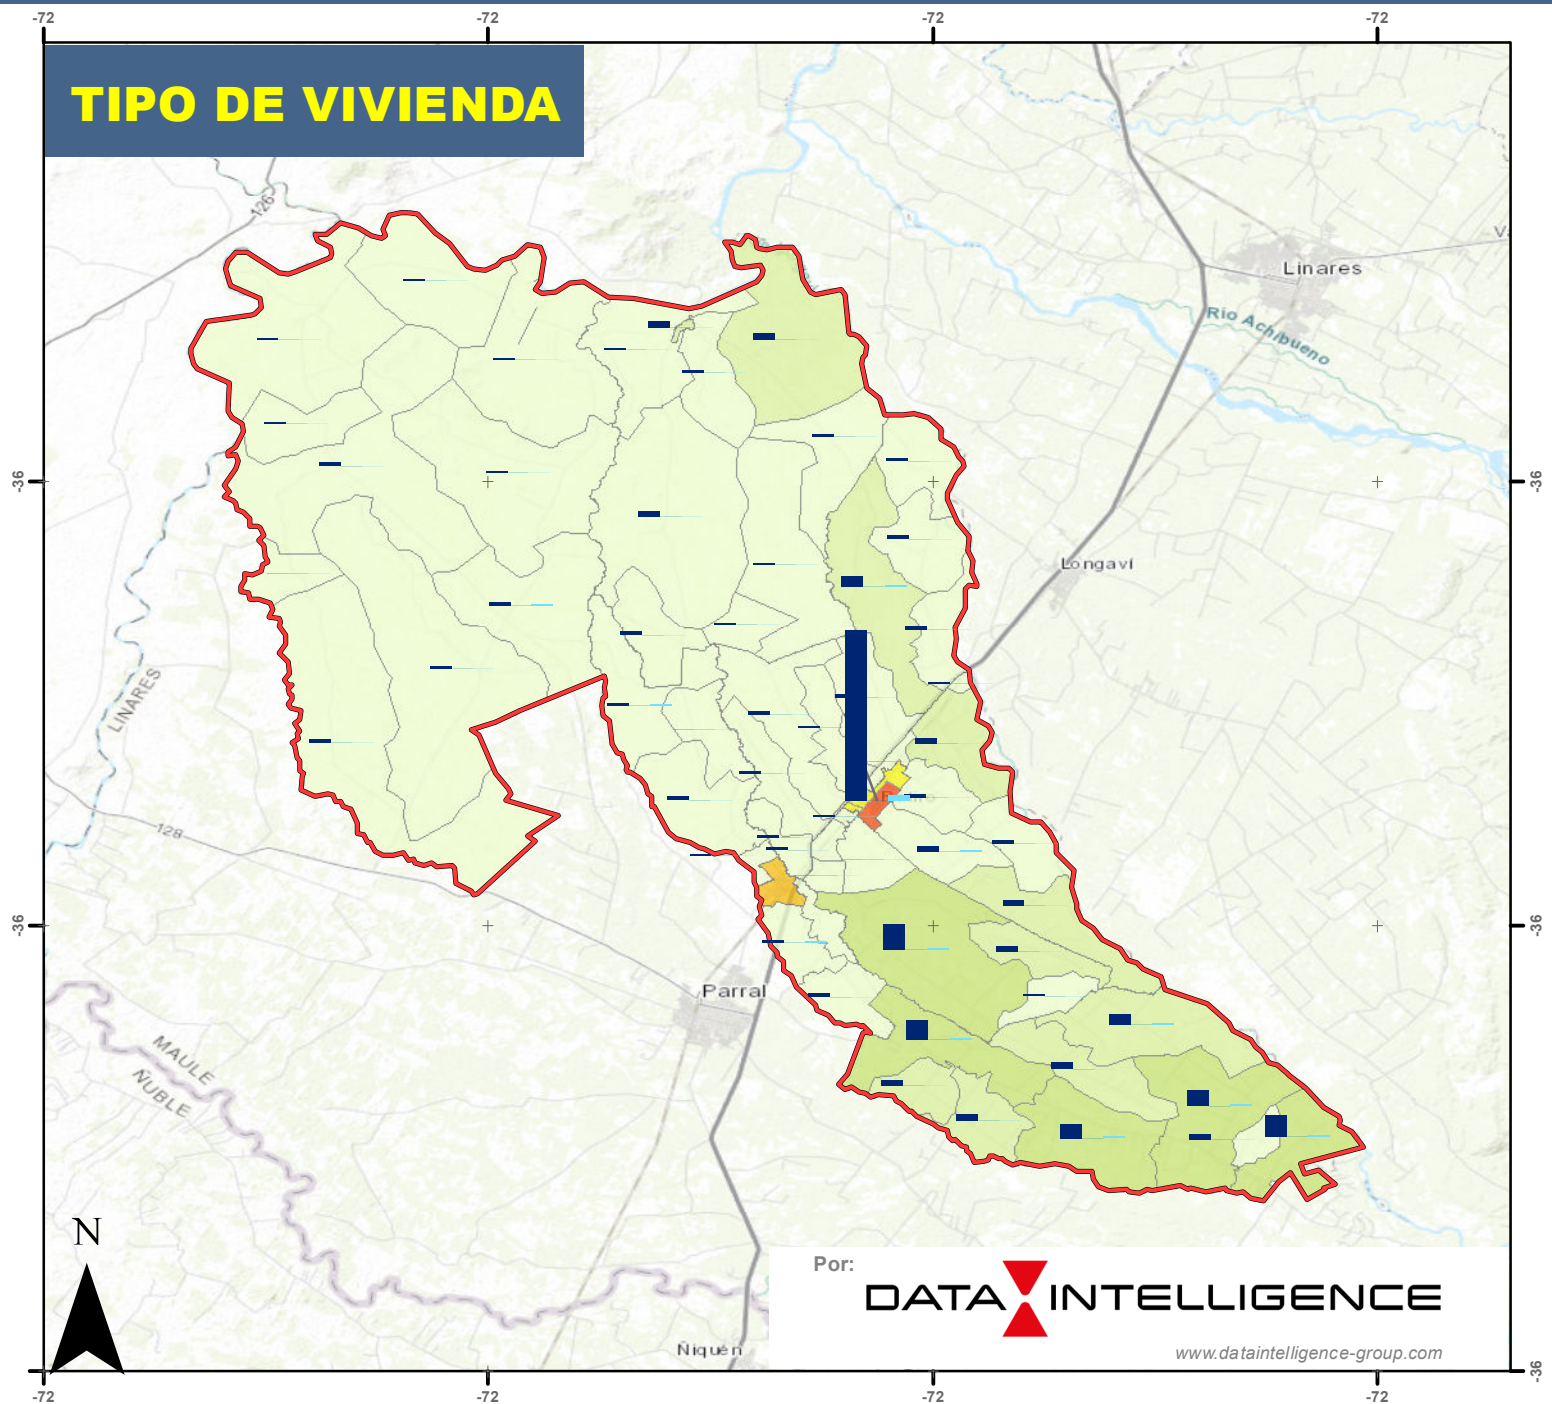 -72
-72
-72
-72
TIPO DE VIVIENDA
126
Linares
Río Achibueno
-36
-36
Longaví
LINARES
128
-36
-36
Parral
MAULE
ÑUBLE
N
Por:
DATA INTELLIGENCE
www.dataintelligence-group.com
Ñiquén
-36
-72
-72
-72
-72